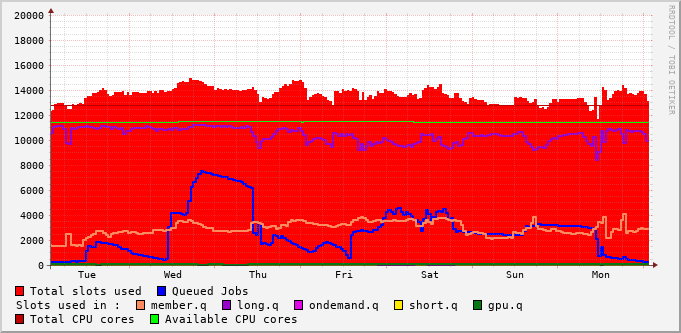 RRDTOOL / TOBI OETIKER
20000
18000
16000
14000
12000
10000
8000
6000
4000
2000
0
Tue Wed Thu Fri Sat Sun Mon
Total slots used Queued Jobs
Slots used in : member.q long.q ondemand.q short.q gpu.q
Total CPU cores Available CPU cores